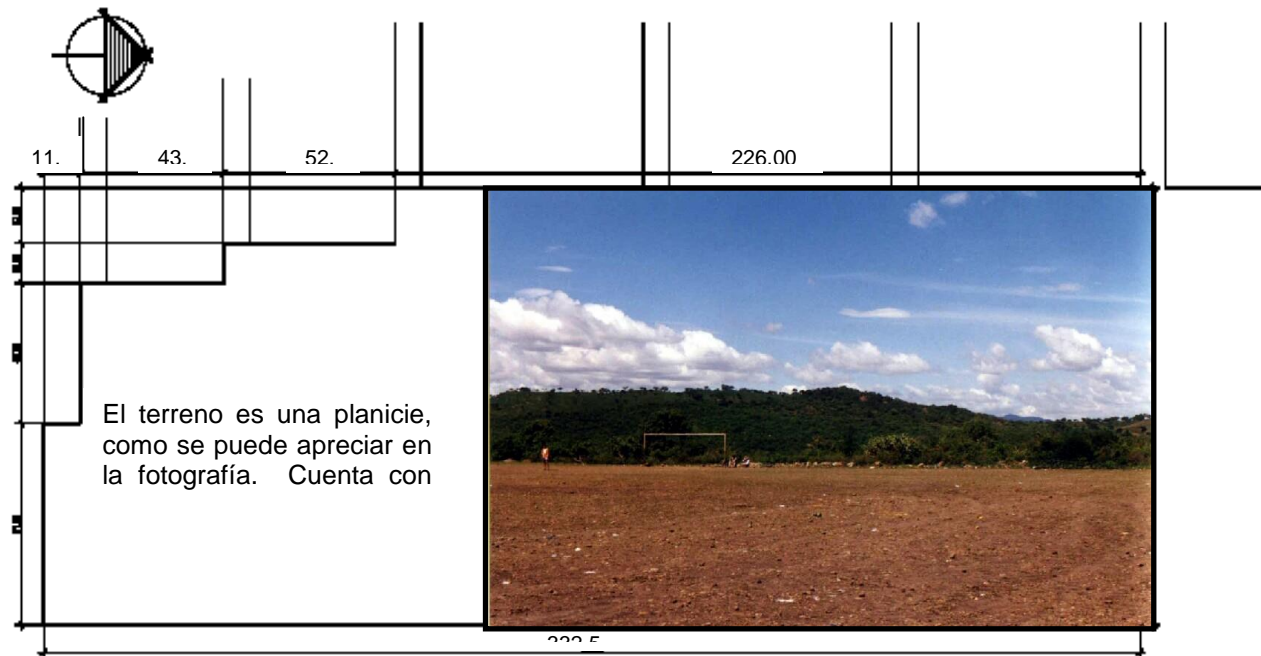 11. 43. 52. 226.00
El terreno es una planicie,
como se puede apreciar en
la fotografía. Cuenta con